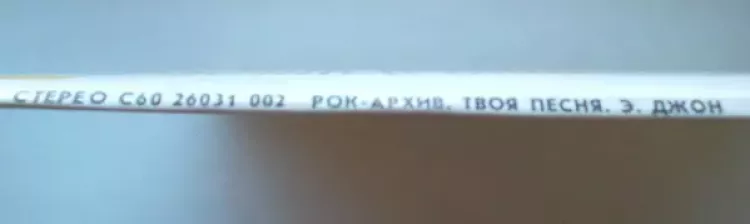 СТЕРЕО С60 26031 002 РОК-АРХИВ. ТВОЯ ПЕСНЯ. Э. ДЖОН